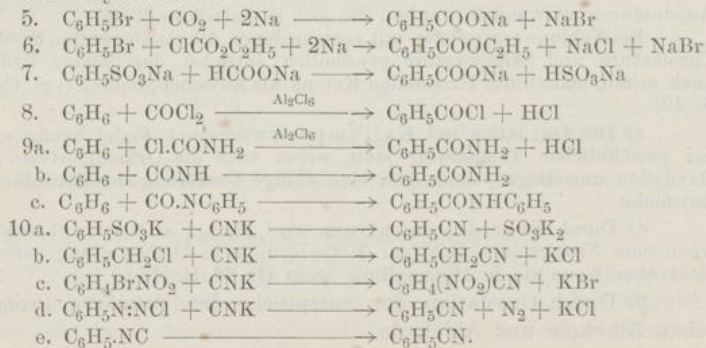 5. C₆H₅Br + CO₂ + 2Na ⟶ C₆H₅COONa + NaBr
6. C₆H₅Br + ClCO₂C₂H₅ + 2Na → C₆H₅COOC₂H₅ + NaCl + NaBr
7. C₆H₅SO₃Na + HCOONa ⟶ C₆H₅COONa + HSO₃Na
8. C₆H₆ + COCl₂ —Al₂Cl₆→ C₆H₅COCl + HCl
9a. C₆H₆ + Cl.CONH₂ —Al₂Cl₆→ C₆H₅CONH₂ + HCl
b. C₆H₆ + CONH ⟶ C₆H₅CONH₂
c. C₆H₆ + CO.NC₆H₅ ⟶ C₆H₅CONHC₆H₅
10a. C₆H₅SO₃K + CNK ⟶ C₆H₅CN + SO₃K₂
b. C₆H₅CH₂Cl + CNK ⟶ C₆H₅CH₂CN + KCl
c. C₆H₄BrNO₂ + CNK ⟶ C₆H₄(NO₂)CN + KBr
d. C₆H₅N:NCl + CNK ⟶ C₆H₅CN + N₂ + KCl
e. C₆H₅.NC ⟶ C₆H₅CN.